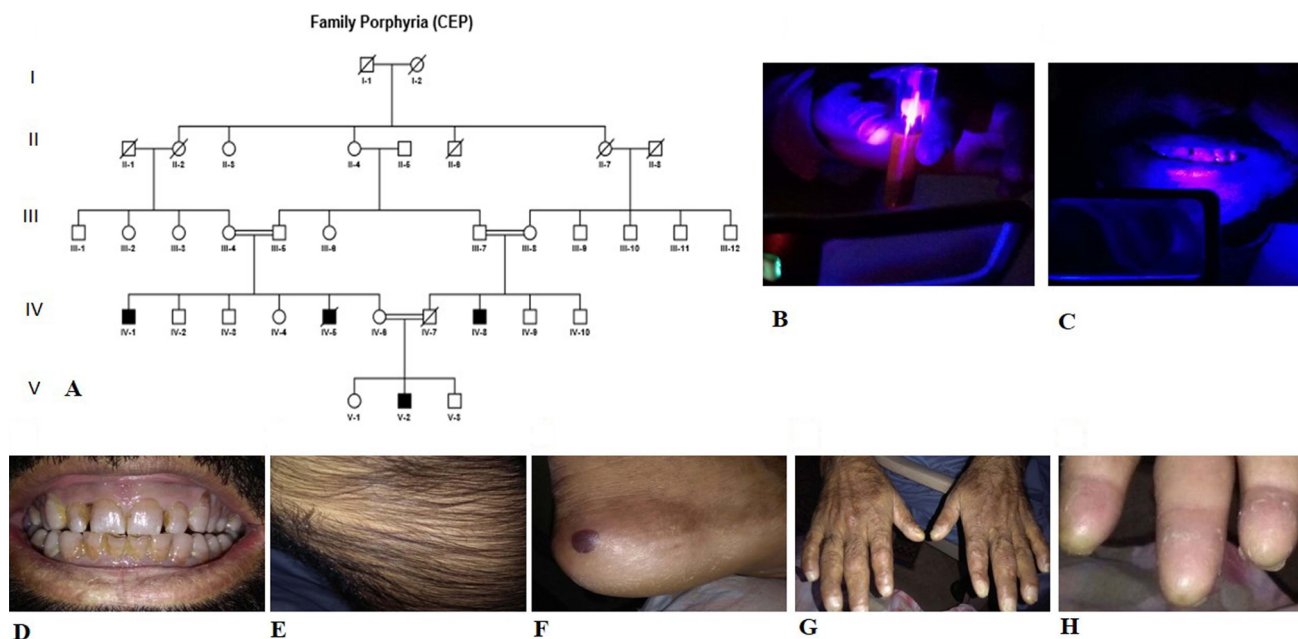 Family Porphyria (CEP)
I
I-1 I-2
II
II-1 II-2 II-3 II-4 II-5 II-6 II-7 II-8
III
III-1 III-2 III-3 III-4 III-5 III-6 III-7 III-8 III-9 III-10 III-11 III-12
IV
IV-1 IV-2 IV-3 IV-4 IV-5 IV-6 IV-7 IV-8 IV-9 IV-10
V
V-1 V-2 V-3
A
B
C
D
E
F
G
H